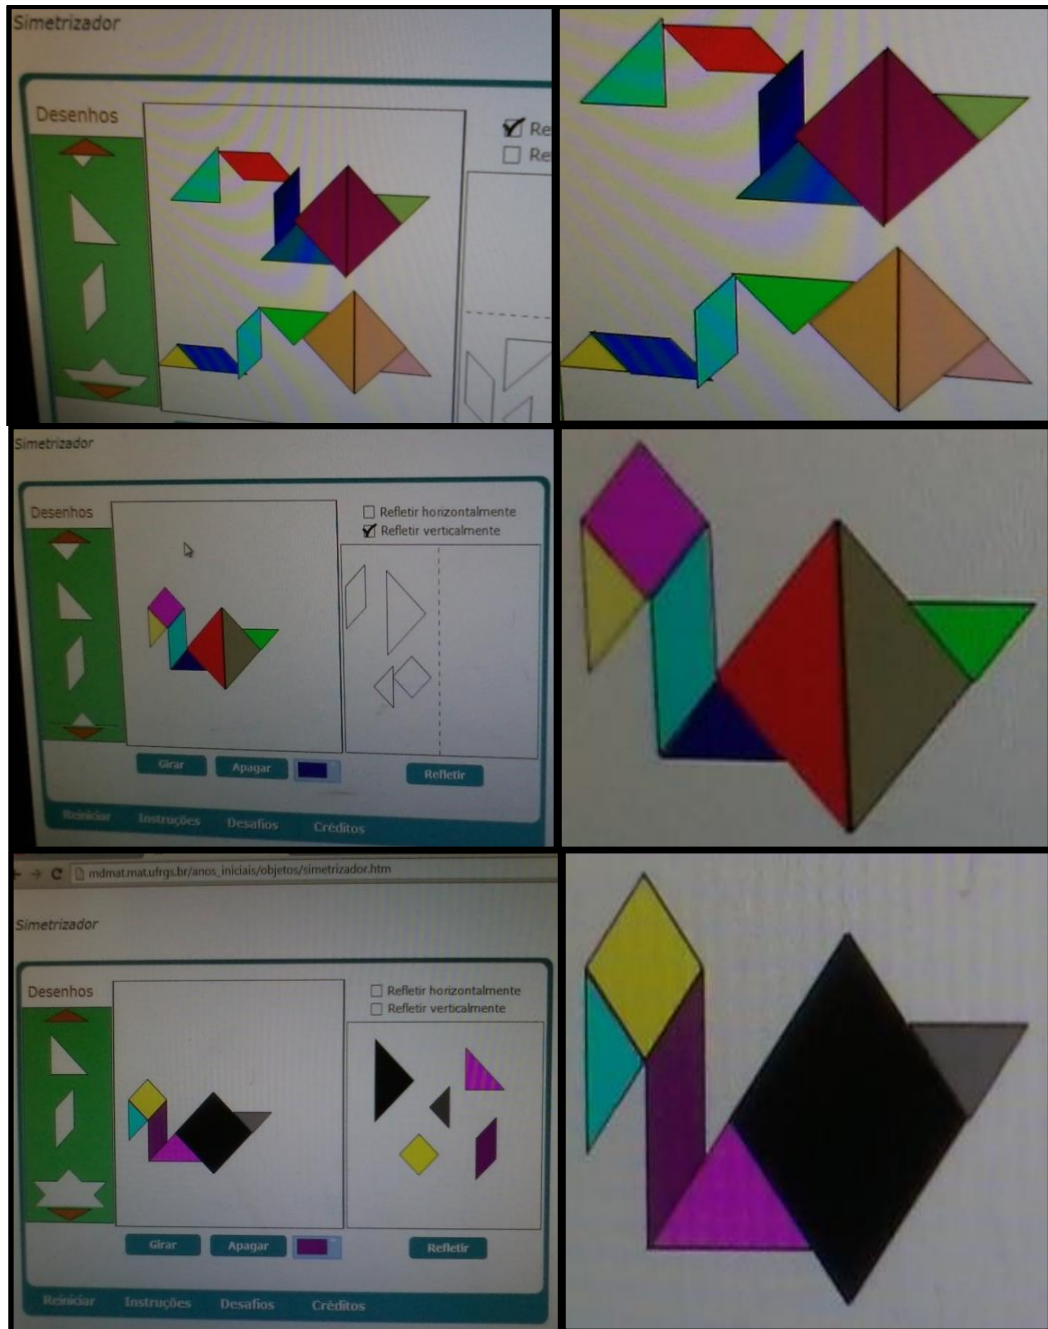 Simetrizador
Desenhos
Re
Re
Simetrizador
Desenhos
Refletir horizontalmente
Refletir verticalmente
Girar
Apagar
Refletir
Reiniciar
Instruções
Desafios
Créditos
mdmat.mat.ufrgs.br/anos_iniciais/objetos/simetrizador.htm
Simetrizador
Desenhos
Refletir horizontalmente
Refletir verticalmente
Girar
Apagar
Refletir
Reiniciar
Instruções
Desafios
Créditos